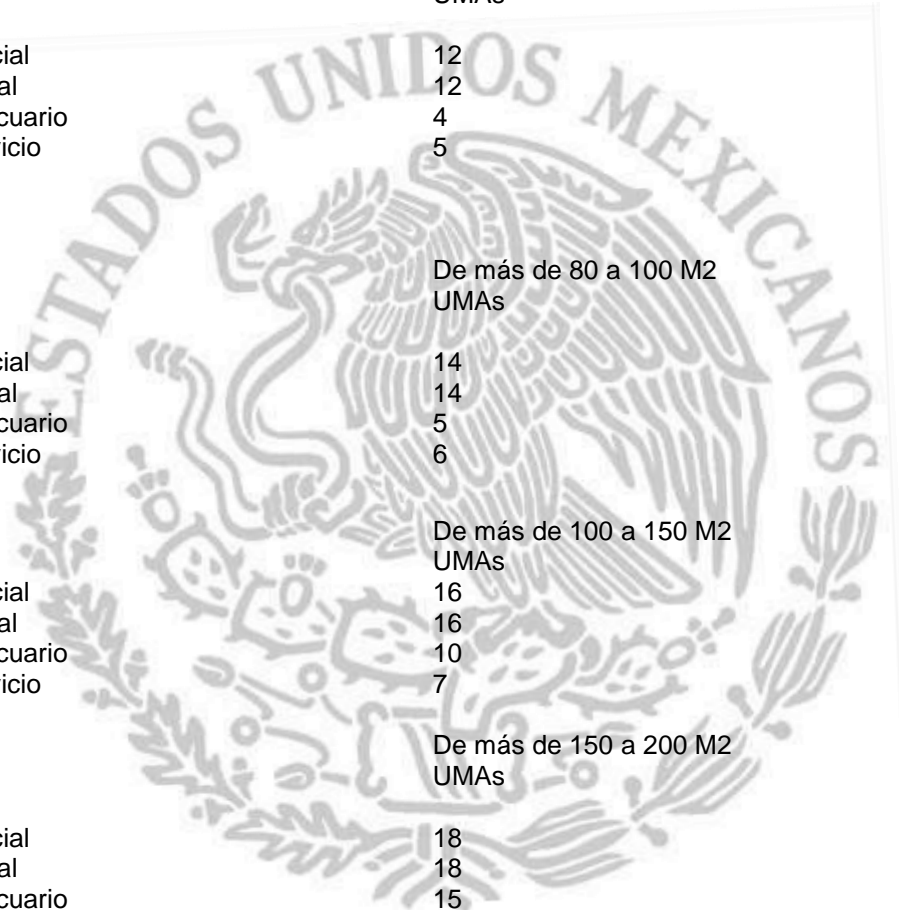 UMAs
cial 12
al 12
cuario 4
icio 5
De más de 80 a 100 M2
UMAs
cial 14
al 14
cuario 5
icio 6
De más de 100 a 150 M2
UMAs
cial 16
al 16
cuario 10
icio 7
De más de 150 a 200 M2
UMAs
cial 18
al 18
cuario 15
ESTADOS UNIDOS MEXICANOS